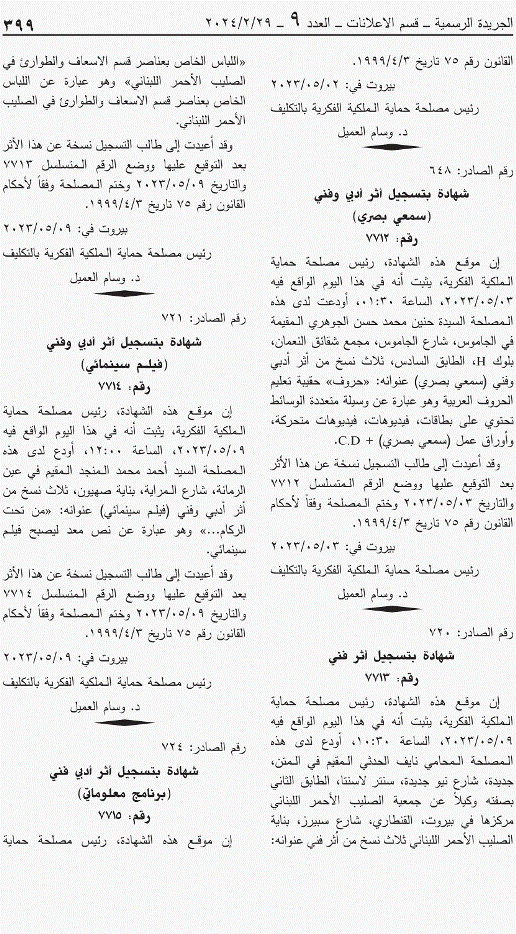 الجريدة الرسمية ــ قسم الاعلانات ــ العدد ٩ ــ ٢٠٢٤/٢/٢٩
٣٩٩
القانون رقم ٧٥ تاريخ ١٩٩٩/٤/٣.
بيروت في: ٢٠٢٣/٠٥/٠٢
رئيس مصلحة حماية الملكية الفكرية بالتكليف
د. وسام العميل
رقم الصادر: ٦٤٨
شهادة بتسجيل أثر أدبي وفني
(سمعي بصري)
رقم: ٧٧١٢
إن موقع هذه الشهادة، رئيس مصلحة حماية
الملكية الفكرية، يثبت أنه في هذا اليوم الواقع فيه
٢٠٢٣/٠٥/٠٣، الساعة ٠١:٣٠، أودعت لدى هذه
المصلحة السيدة حنين محمد حسن الجوهري المقيمة
في الجاموس، شارع الجاموس، مجمع شقائق النعمان،
بلوك H، الطابق السادس، ثلاث نسخ من أثر أدبي
وفني (سمعي بصري) عنوانه: «حروف» حقيبة تعليم
الحروف العربية وهو عبارة عن وسيلة متعددة الوسائط
تحتوي على بطاقات، فيديوهات، فيديوهات متحركة،
وأوراق عمل (سمعي بصري) + C.D.
وقد أعيدت إلى طالب التسجيل نسخة عن هذا الأثر
بعد التوقيع عليها ووضع الرقم المتسلسل ٧٧١٢
والتاريخ ٢٠٢٣/٠٥/٠٣ وختم المصلحة وفقاً لأحكام
القانون رقم ٧٥ تاريخ ١٩٩٩/٤/٣.
بيروت في: ٢٠٢٣/٠٥/٠٣
رئيس مصلحة حماية الملكية الفكرية بالتكليف
د. وسام العميل
رقم الصادر: ٧٢٠
شهادة بتسجيل أثر فني
رقم: ٧٧١٣
إن موقع هذه الشهادة، رئيس مصلحة حماية
الملكية الفكرية، يثبت أنه في هذا اليوم الواقع فيه
٢٠٢٣/٠٥/٠٩، الساعة ١٠:٣٠، أودع لدى هذه
المصلحة المحامي نايف الحدثي المقيم في المتن،
جديدة، شارع نيو جديدة، سنتر لاسنتا، الطابق الثاني
بصفته وكيلاً عن جمعية الصليب الأحمر اللبناني
مركزها في بيروت، القنطاري، شارع سبيرز، بناية
الصليب الأحمر اللبناني ثلاث نسخ من أثر فني عنوانه:
«اللباس الخاص بعناصر قسم الاسعاف والطوارئ في
الصليب الأحمر اللبناني» وهو عبارة عن اللباس
الخاص بعناصر قسم الاسعاف والطوارئ في الصليب
الأحمر اللبناني.
وقد أعيدت إلى طالب التسجيل نسخة عن هذا الأثر
بعد التوقيع عليها ووضع الرقم المتسلسل ٧٧١٣
والتاريخ ٢٠٢٣/٠٥/٠٩ وختم المصلحة وفقاً لأحكام
القانون رقم ٧٥ تاريخ ١٩٩٩/٤/٣.
بيروت في: ٢٠٢٣/٠٥/٠٩
رئيس مصلحة حماية الملكية الفكرية بالتكليف
د. وسام العميل
رقم الصادر: ٧٢١
شهادة بتسجيل أثر أدبي وفني
(فيلم سينمائي)
رقم: ٧٧١٤
إن موقع هذه الشهادة، رئيس مصلحة حماية
الملكية الفكرية، يثبت أنه في هذا اليوم الواقع فيه
٢٠٢٣/٠٥/٠٩، الساعة ١٢:٠٠، أودع لدى هذه
المصلحة السيد أحمد محمد المنجد المقيم في عين
الرمانة، شارع المراية، بناية صهيون، ثلاث نسخ من
أثر أدبي وفني (فيلم سينمائي) عنوانه: «من تحت
الركام...» وهو عبارة عن نص معد ليصبح فيلم
سينمائي.
وقد أعيدت إلى طالب التسجيل نسخة عن هذا الأثر
بعد التوقيع عليها ووضع الرقم المتسلسل ٧٧١٤
والتاريخ ٢٠٢٣/٠٥/٠٩ وختم المصلحة وفقاً لأحكام
القانون رقم ٧٥ تاريخ ١٩٩٩/٤/٣.
بيروت في: ٢٠٢٣/٠٥/٠٩
رئيس مصلحة حماية الملكية الفكرية بالتكليف
د. وسام العميل
رقم الصادر: ٧٢٤
شهادة بتسجيل أثر أدبي فني
(برنامج معلوماتي)
رقم: ٧٧١٥
إن موقع هذه الشهادة، رئيس مصلحة حماية